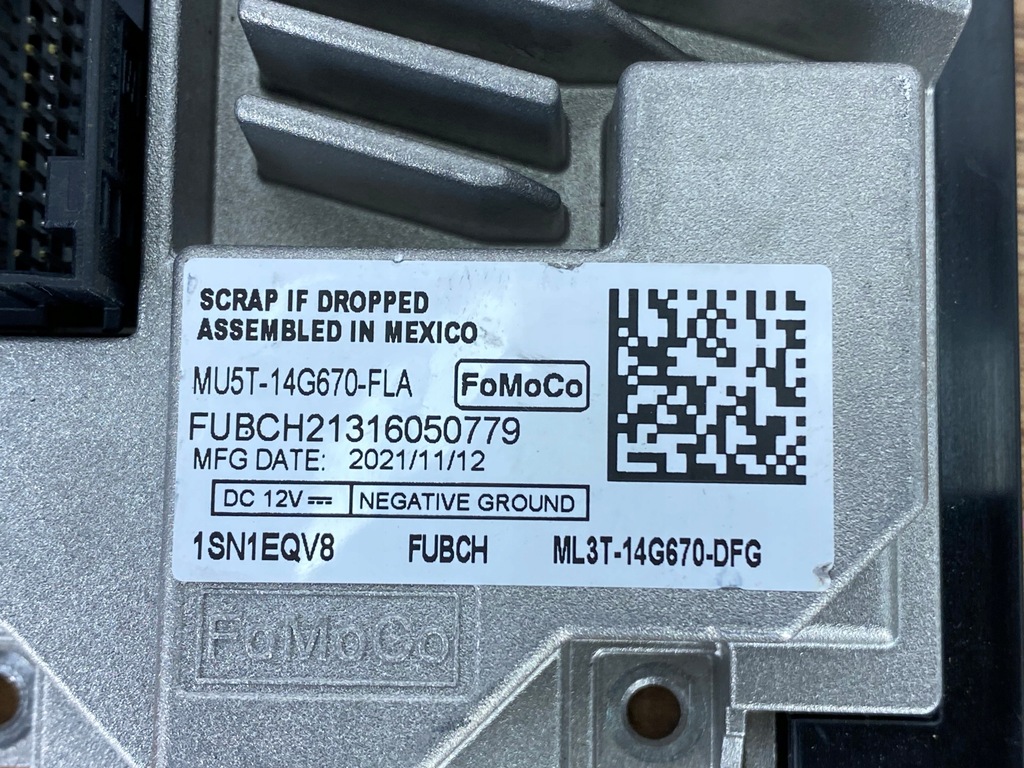 SCRAP IF DROPPED
ASSEMBLED IN MEXICO
MU5T-14G670-FLA FoMoCo
FUBCH21316050779
MFG DATE: 2021/11/12
DC 12V⎓ NEGATIVE GROUND
1SN1EQV8 FUBCH ML3T-14G670-DFG
FoMoCo